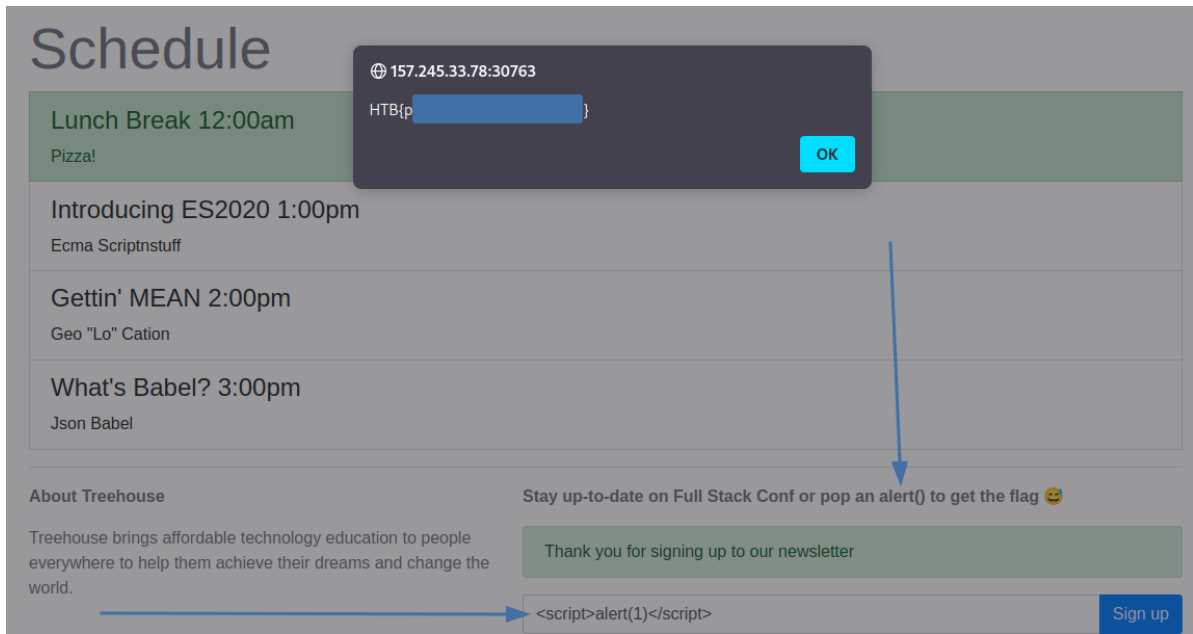 Schedule
157.245.33.78:30763
HTB{p }
OK
Lunch Break 12:00am
Pizza!
Introducing ES2020 1:00pm
Ecma Scriptnstuff
Gettin' MEAN 2:00pm
Geo "Lo" Cation
What's Babel? 3:00pm
Json Babel
About Treehouse
Treehouse brings affordable technology education to people
everywhere to help them achieve their dreams and change the
world.
Stay up-to-date on Full Stack Conf or pop an alert() to get the flag 😅
Thank you for signing up to our newsletter
<script>alert(1)</script>
Sign up